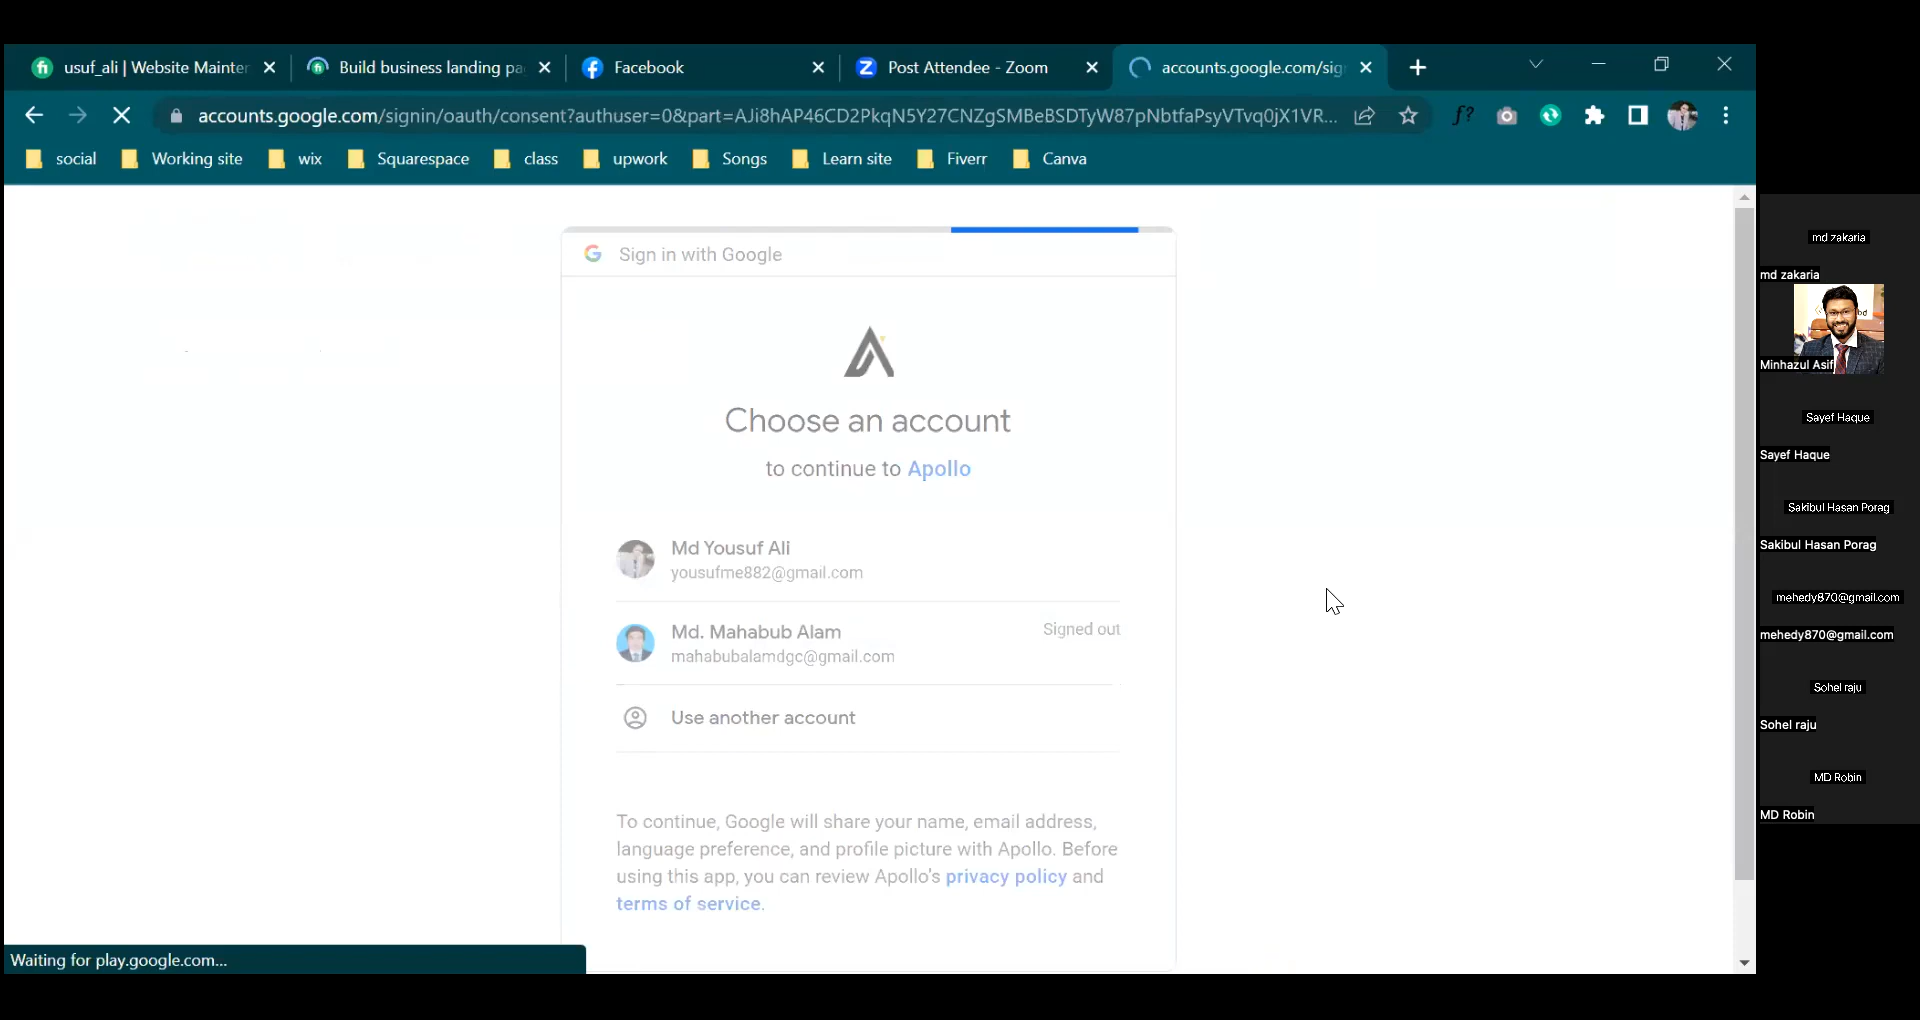 usuf_ali | Website Mainter
Build business landing pa
Facebook
Post Attendee - Zoom
accounts.google.com/sig
accounts.google.com/signin/oauth/consent?authuser=0&part=AJi8hAP46CD2PkqN5Y27CNZgSMBeBSDTyW87pNbtfaPsyVTvq0jX1VR...
f?
social
Working site
wix
Squarespace
class
upwork
Songs
Learn site
Fiverr
Canva
Sign in with Google
Choose an account
to continue to Apollo
Md Yousuf Ali
yousufme882@gmail.com
Md. Mahabub Alam
Signed out
mahabubalamdgc@gmail.com
Use another account
To continue, Google will share your name, email address,
language preference, and profile picture with Apollo. Before
using this app, you can review Apollo's privacy policy and
terms of service.
Waiting for play.google.com...
md zakaria
md zakaria
Minhazul Asif
Sayef Haque
Sayef Haque
Sakibul Hasan Porag
Sakibul Hasan Porag
mehedy870@gmail.com
mehedy870@gmail.com
Sohel raju
Sohel raju
MD Robin
MD Robin